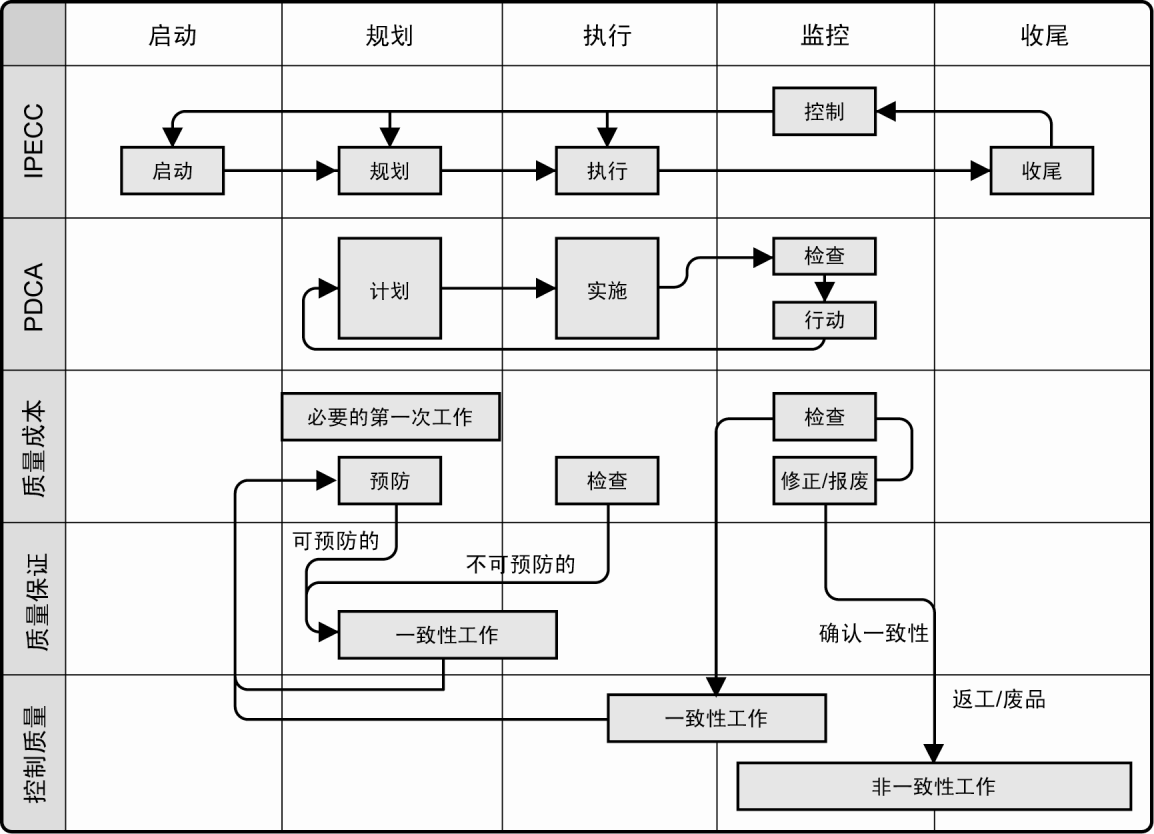 启动
规划
执行
监控
收尾
IPECC
控制
启动
规划
执行
收尾
PDCA
计划
实施
检查
行动
质量成本
必要的第一次工作
检查
预防
检查
修正/报废
质量保证
可预防的
不可预防的
一致性工作
确认一致性
控制质量
返工/废品
一致性工作
非一致性工作